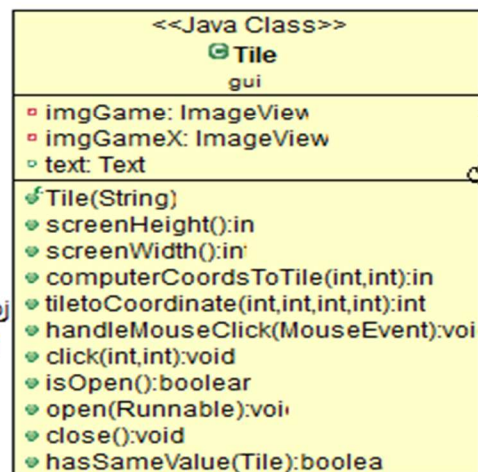 <<Java Class>>
Tile
gui
imgGame: ImageView
imgGameX: ImageView
text: Text
Tile(String)
screenHeight():in
screenWidth():in
computerCoordsToTile(int,int):in
tiletoCoordinate(int,int,int,int):int
handleMouseClick(MouseEvent):voi
click(int,int):void
isOpen():boolear
open(Runnable):voi
close():void
hasSameValue(Tile):boolea